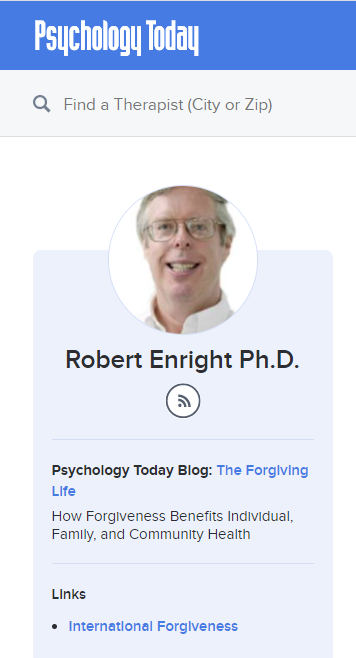 Psychology Today
Find a Therapist (City or Zip)
Robert Enright Ph.D.
Psychology Today Blog: The Forgiving
Life
How Forgiveness Benefits Individual,
Family, and Community Health
Links
International Forgiveness